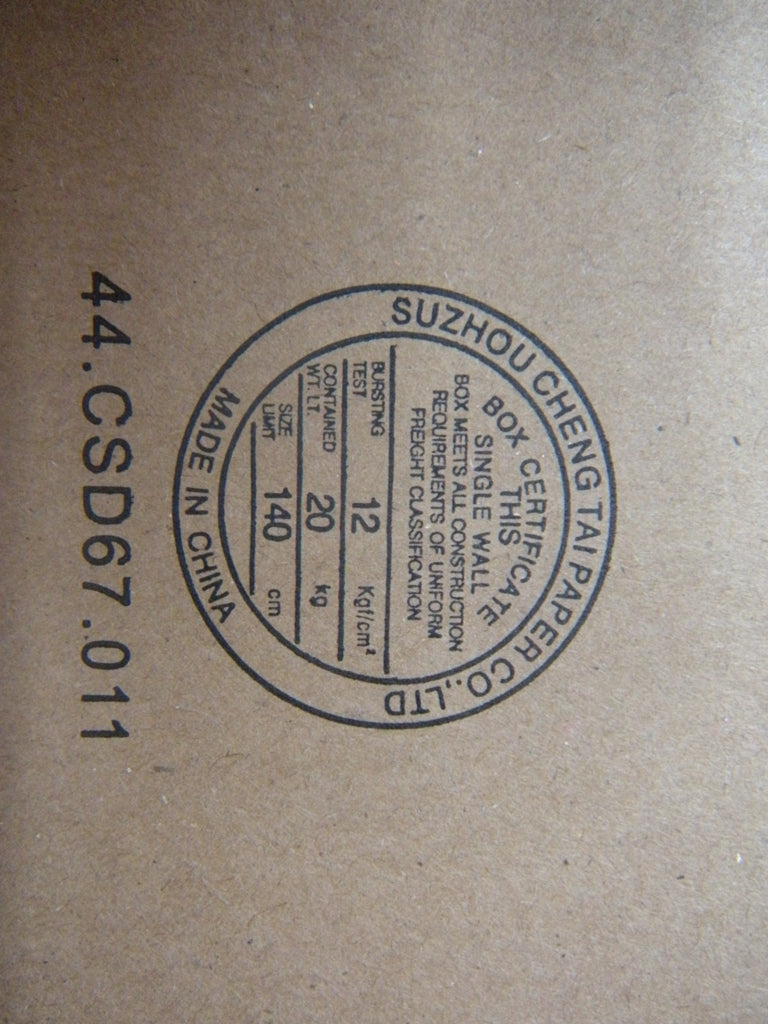 SUZHOU CHENG TAI PAPER CO.,LTD
BOX CERTIFICATE
THIS
SINGLE WALL
BOX MEETS ALL CONSTRUCTION
REQUIREMENTS OF UNIFORM
FREIGHT CLASSIFICATION
BURSTING TEST 12 Kgf/cm²
CONTAINED WT. LT. 20 kg
SIZE LIMIT 140 cm
MADE IN CHINA
44.CSD67.011